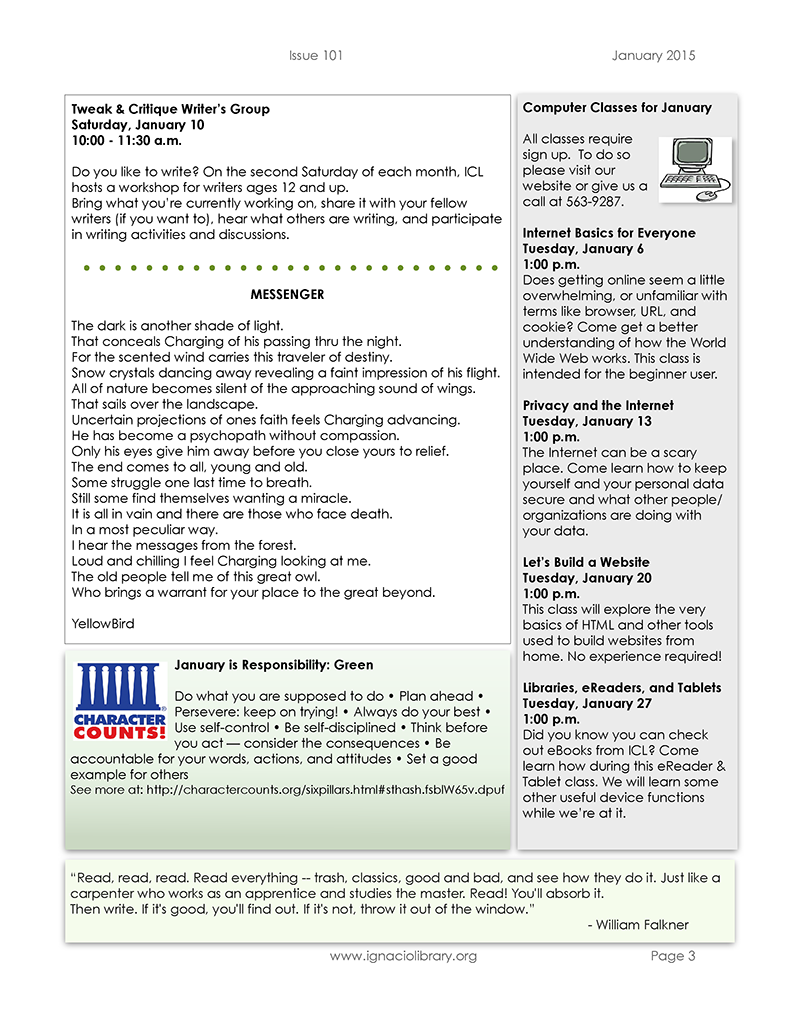 Issue 101
January 2015
Tweak & Critique Writer's Group
Saturday, January 10
10:00 - 11:30 a.m.
Do you like to write? On the second Saturday of each month, ICL
hosts a workshop for writers ages 12 and up.
Bring what you're currently working on, share it with your fellow
writers (if you want to), hear what others are writing, and participate
in writing activities and discussions.
MESSENGER
The dark is another shade of light.
That conceals Charging of his passing thru the night.
For the scented wind carries this traveler of destiny.
Snow crystals dancing away revealing a faint impression of his flight.
All of nature becomes silent of the approaching sound of wings.
That sails over the landscape.
Uncertain projections of ones faith feels Charging advancing.
He has become a psychopath without compassion.
Only his eyes give him away before you close yours to relief.
The end comes to all, young and old.
Some struggle one last time to breath.
Still some find themselves wanting a miracle.
It is all in vain and there are those who face death.
In a most peculiar way.
I hear the messages from the forest.
Loud and chilling I feel Charging looking at me.
The old people tell me of this great owl.
Who brings a warrant for your place to the great beyond.
YellowBird
CHARACTER
COUNTS!
®
January is Responsibility: Green
Do what you are supposed to do • Plan ahead •
Persevere: keep on trying! • Always do your best •
Use self-control • Be self-disciplined • Think before
you act — consider the consequences • Be
accountable for your words, actions, and attitudes • Set a good
example for others
See more at: http://charactercounts.org/sixpillars.html#sthash.fsblW65v.dpuf
Computer Classes for January
All classes require
sign up. To do so
please visit our
website or give us a
call at 563-9287.
Internet Basics for Everyone
Tuesday, January 6
1:00 p.m.
Does getting online seem a little
overwhelming, or unfamiliar with
terms like browser, URL, and
cookie? Come get a better
understanding of how the World
Wide Web works. This class is
intended for the beginner user.
Privacy and the Internet
Tuesday, January 13
1:00 p.m.
The Internet can be a scary
place. Come learn how to keep
yourself and your personal data
secure and what other people/
organizations are doing with
your data.
Let's Build a Website
Tuesday, January 20
1:00 p.m.
This class will explore the very
basics of HTML and other tools
used to build websites from
home. No experience required!
Libraries, eReaders, and Tablets
Tuesday, January 27
1:00 p.m.
Did you know you can check
out eBooks from ICL? Come
learn how during this eReader &
Tablet class. We will learn some
other useful device functions
while we're at it.
"Read, read, read. Read everything -- trash, classics, good and bad, and see how they do it. Just like a
carpenter who works as an apprentice and studies the master. Read! You'll absorb it.
Then write. If it's good, you'll find out. If it's not, throw it out of the window."
- William Falkner
www.ignaciolibrary.org
Page 3